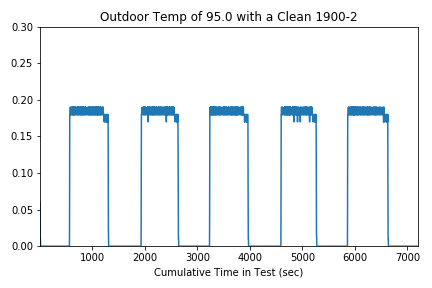 Outdoor Temp of 95.0 with a Clean 1900-2
0.30
0.25
0.20
0.15
0.10
0.05
0.00
1000 2000 3000 4000 5000 6000 7000
Cumulative Time in Test (sec)